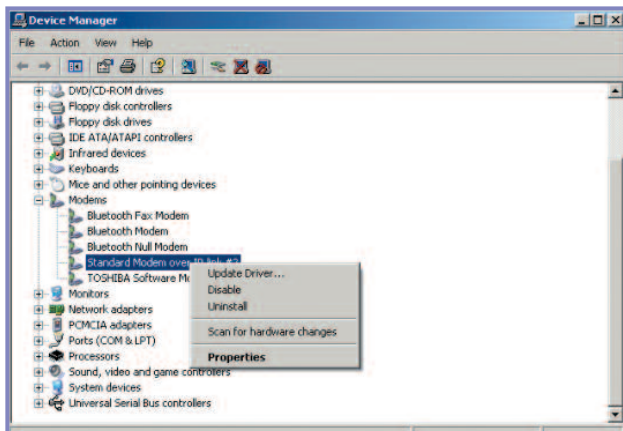 Device Manager
File Action View Help
DVD/CD-ROM drives
Floppy disk controllers
Floppy disk drives
IDE ATA/ATAPI controllers
Infrared devices
Keyboards
Mice and other pointing devices
Modems
Bluetooth Fax Modem
Bluetooth Modem
Bluetooth Null Modem
Standard Modem over IR link #2
TOSHIBA Software
Update Driver...
Disable
Uninstall
Scan for hardware changes
Properties
Monitors
Network adapters
PCMCIA adapters
Ports (COM & LPT)
Processors
Sound, video and game controllers
System devices
Universal Serial Bus controllers